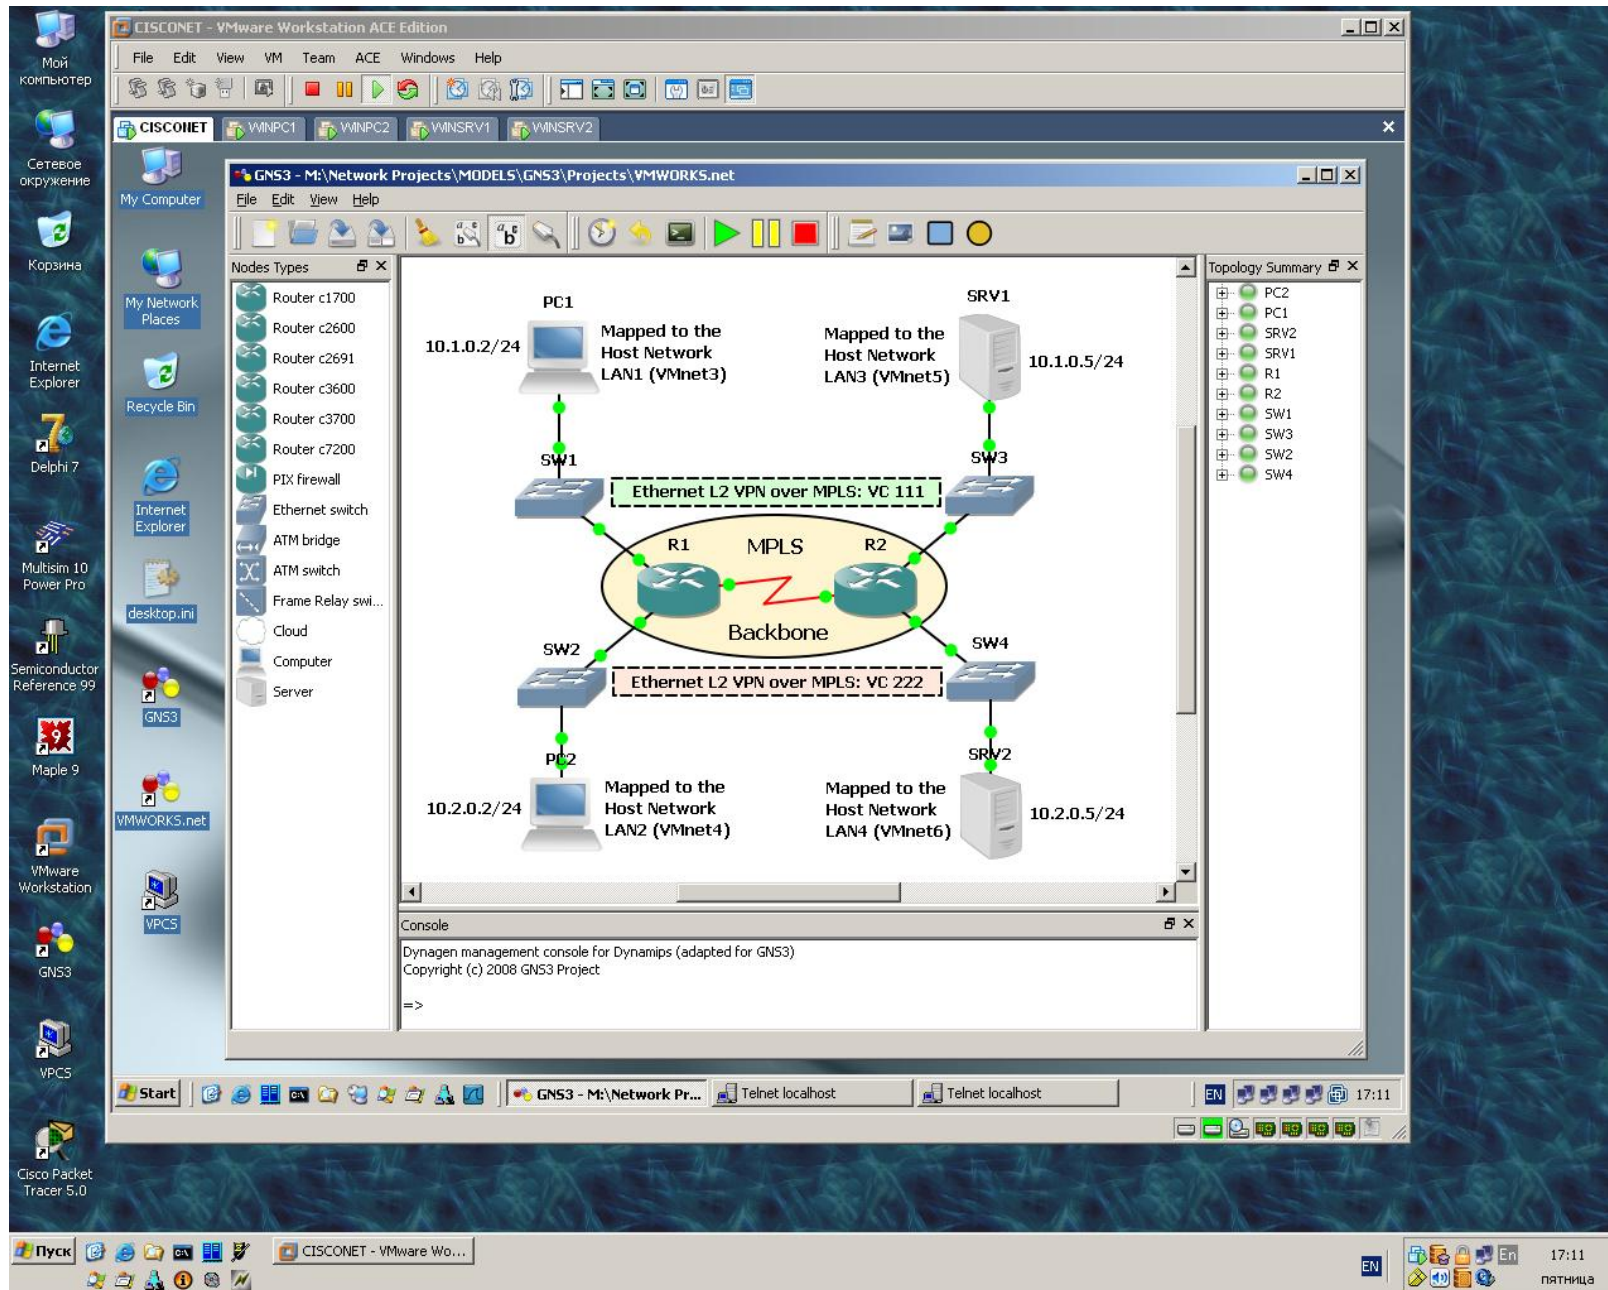 CISCONET - VMware Workstation ACE Edition
File Edit View VM Team ACE Windows Help
CISCONET WINPC1 WINPC2 WINSRV1 WINSRV2
Мой компьютер
Сетевое окружение
Корзина
Internet Explorer
Delphi 7
Multisim 10 Power Pro
Semiconductor Reference 99
Maple 9
VMware Workstation
GNS3
VPCS
Cisco Packet Tracer 5.0
My Computer
My Network Places
Recycle Bin
Internet Explorer
desktop.ini
GNS3
VMWORKS.net
VPCS
GNS3 - M:\Network Projects\MODELS\GNS3\Projects\VMWORKS.net
File Edit View Help
Nodes Types
Router c1700
Router c2600
Router c2691
Router c3600
Router c3700
Router c7200
PIX firewall
Ethernet switch
ATM bridge
ATM switch
Frame Relay swi...
Cloud
Computer
Server
PC1
10.1.0.2/24
Mapped to the
Host Network
LAN1 (VMnet3)
SRV1
Mapped to the
Host Network
LAN3 (VMnet5)
10.1.0.5/24
SW1
SW3
Ethernet L2 VPN over MPLS: VC 111
R1 MPLS R2
Backbone
SW2
SW4
Ethernet L2 VPN over MPLS: VC 222
PC2
10.2.0.2/24
Mapped to the
Host Network
LAN2 (VMnet4)
SRV2
Mapped to the
Host Network
LAN4 (VMnet6)
10.2.0.5/24
Topology Summary
PC2
PC1
SRV2
SRV1
R1
R2
SW1
SW3
SW2
SW4
Console
Dynagen management console for Dynamips (adapted for GNS3)
Copyright (c) 2008 GNS3 Project
=>
Start GNS3 - M:\Network Pr... Telnet localhost Telnet localhost EN 17:11
Пуск CISCONET - VMware Wo... EN En 17:11
пятница